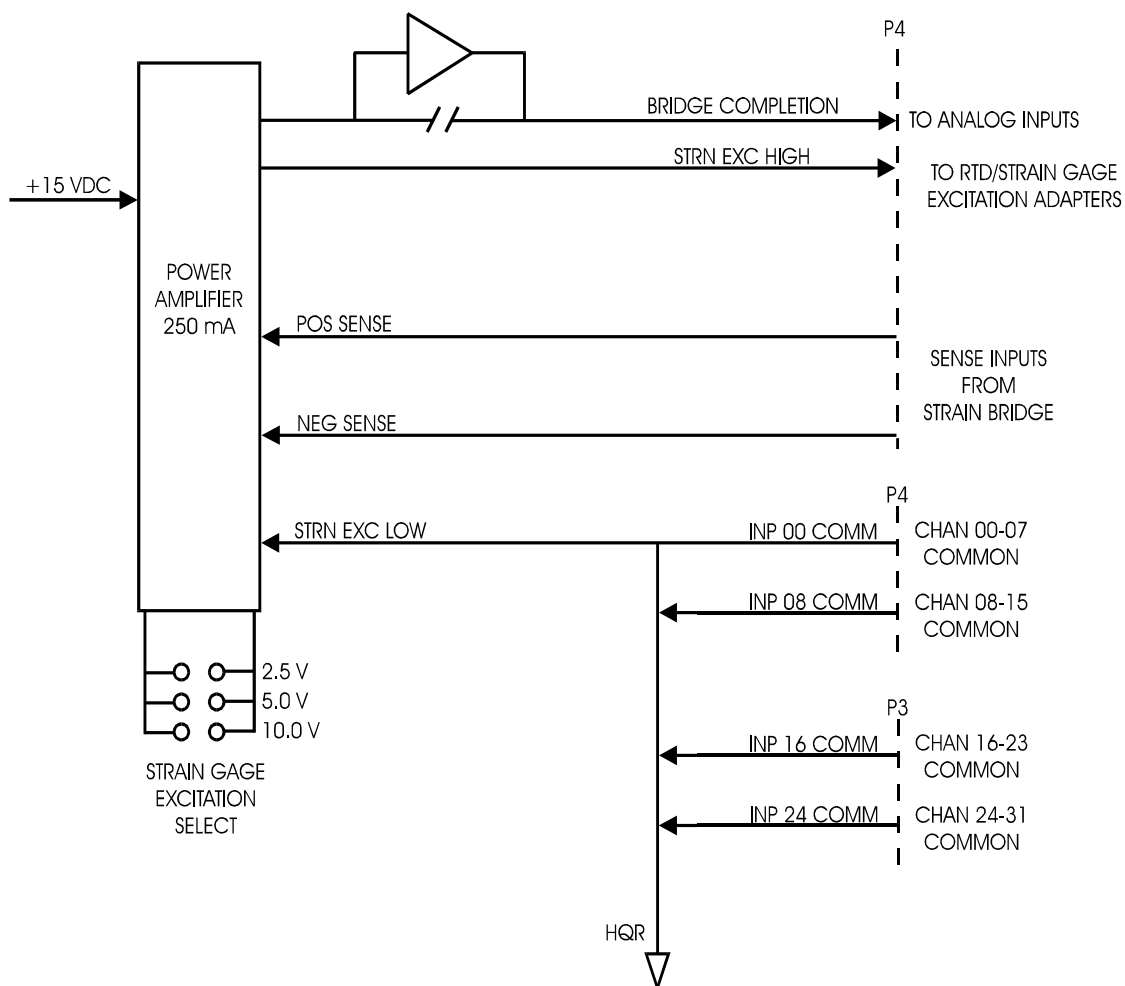 P4
BRIDGE COMPLETION
TO ANALOG INPUTS
STRN EXC HIGH
TO RTD/STRAIN GAGE
EXCITATION ADAPTERS
+15 VDC
POWER
AMPLIFIER
250 mA
POS SENSE
SENSE INPUTS
FROM
STRAIN BRIDGE
NEG SENSE
P4
STRN EXC LOW
INP 00 COMM
CHAN 00-07
COMMON
INP 08 COMM
CHAN 08-15
COMMON
2.5 V
5.0 V
10.0 V
STRAIN GAGE
EXCITATION
SELECT
P3
INP 16 COMM
CHAN 16-23
COMMON
INP 24 COMM
CHAN 24-31
COMMON
HQR